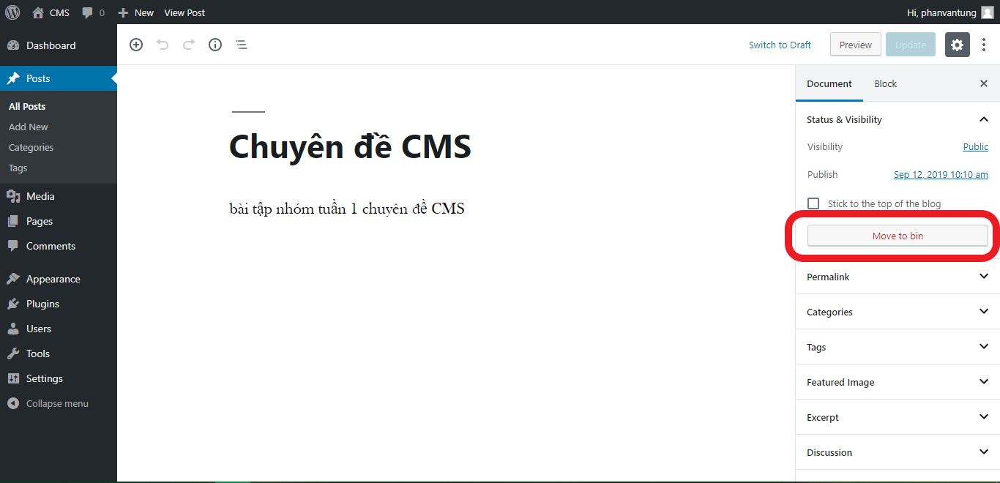 CMS 0 New View Post Hi, phanvantung
Dashboard
Posts
All Posts
Add New
Categories
Tags
Media
Pages
Comments
Appearance
Plugins
Users
Tools
Settings
Collapse menu
Switch to Draft Preview Update
Chuyên đề CMS
bài tập nhóm tuần 1 chuyên đề CMS
Document Block
Status & Visibility
Visibility Public
Publish Sep 12, 2019 10:10 am
Stick to the top of the blog
Move to bin
Permalink
Categories
Tags
Featured Image
Excerpt
Discussion